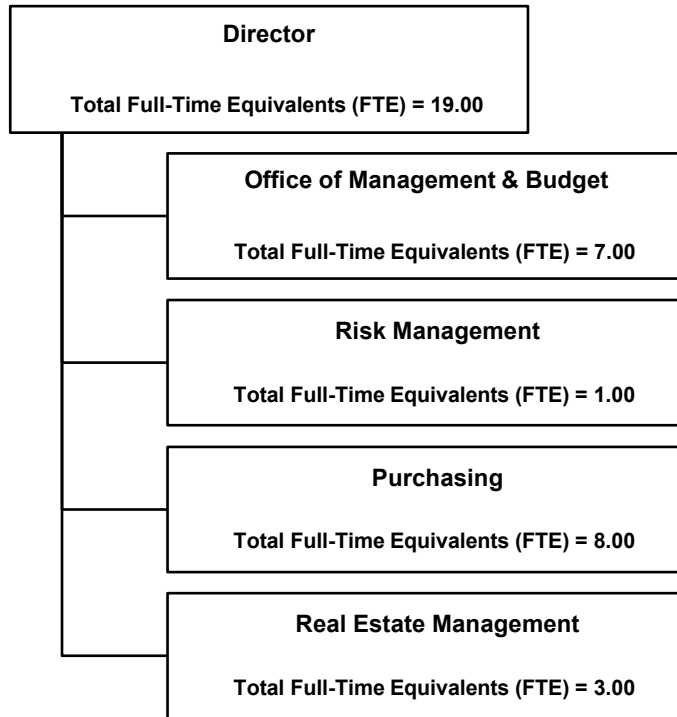 Director
Total Full-Time Equivalents (FTE) = 19.00
Office of Management & Budget
Total Full-Time Equivalents (FTE) = 7.00
Risk Management
Total Full-Time Equivalents (FTE) = 1.00
Purchasing
Total Full-Time Equivalents (FTE) = 8.00
Real Estate Management
Total Full-Time Equivalents (FTE) = 3.00